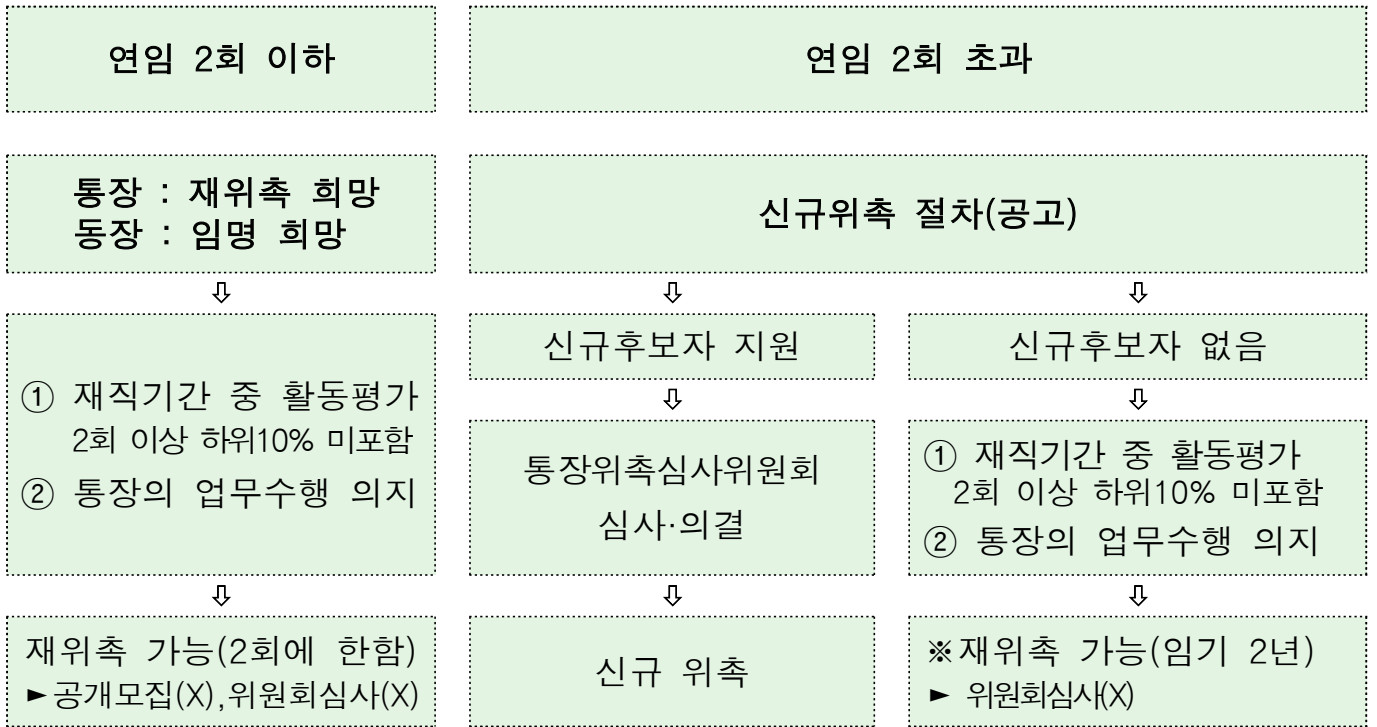 연임 2회 이하
연임 2회 초과
통장 : 재위촉 희망
동장 : 임명 희망
신규위촉 절차(공고)
⇩
⇩
⇩
① 재직기간 중 활동평가
2회 이상 하위10% 미포함
② 통장의 업무수행 의지
신규후보자 지원
신규후보자 없음
⇩
⇩
통장위촉심사위원회
심사·의결
① 재직기간 중 활동평가
2회 이상 하위10% 미포함
② 통장의 업무수행 의지
⇩
⇩
⇩
재위촉 가능(2회에 한함)
►공개모집(X),위원회심사(X)
신규 위촉
※재위촉 가능(임기 2년)
► 위원회심사(X)